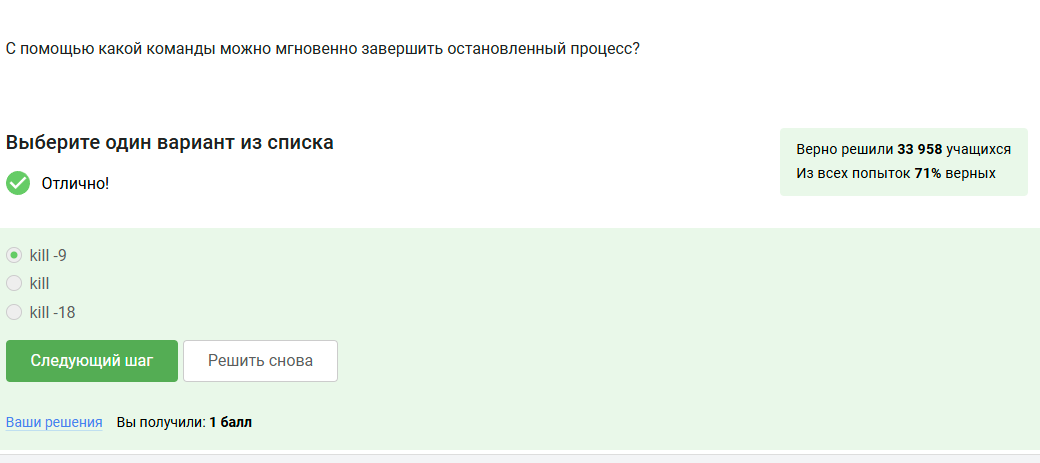 С помощью какой команды можно мгновенно завершить остановленный процесс?
Выберите один вариант из списка
Отлично!
Верно решили 33 958 учащихся
Из всех попыток 71% верных
kill -9
kill
kill -18
Следующий шаг
Решить снова
Ваши решения Вы получили: 1 балл